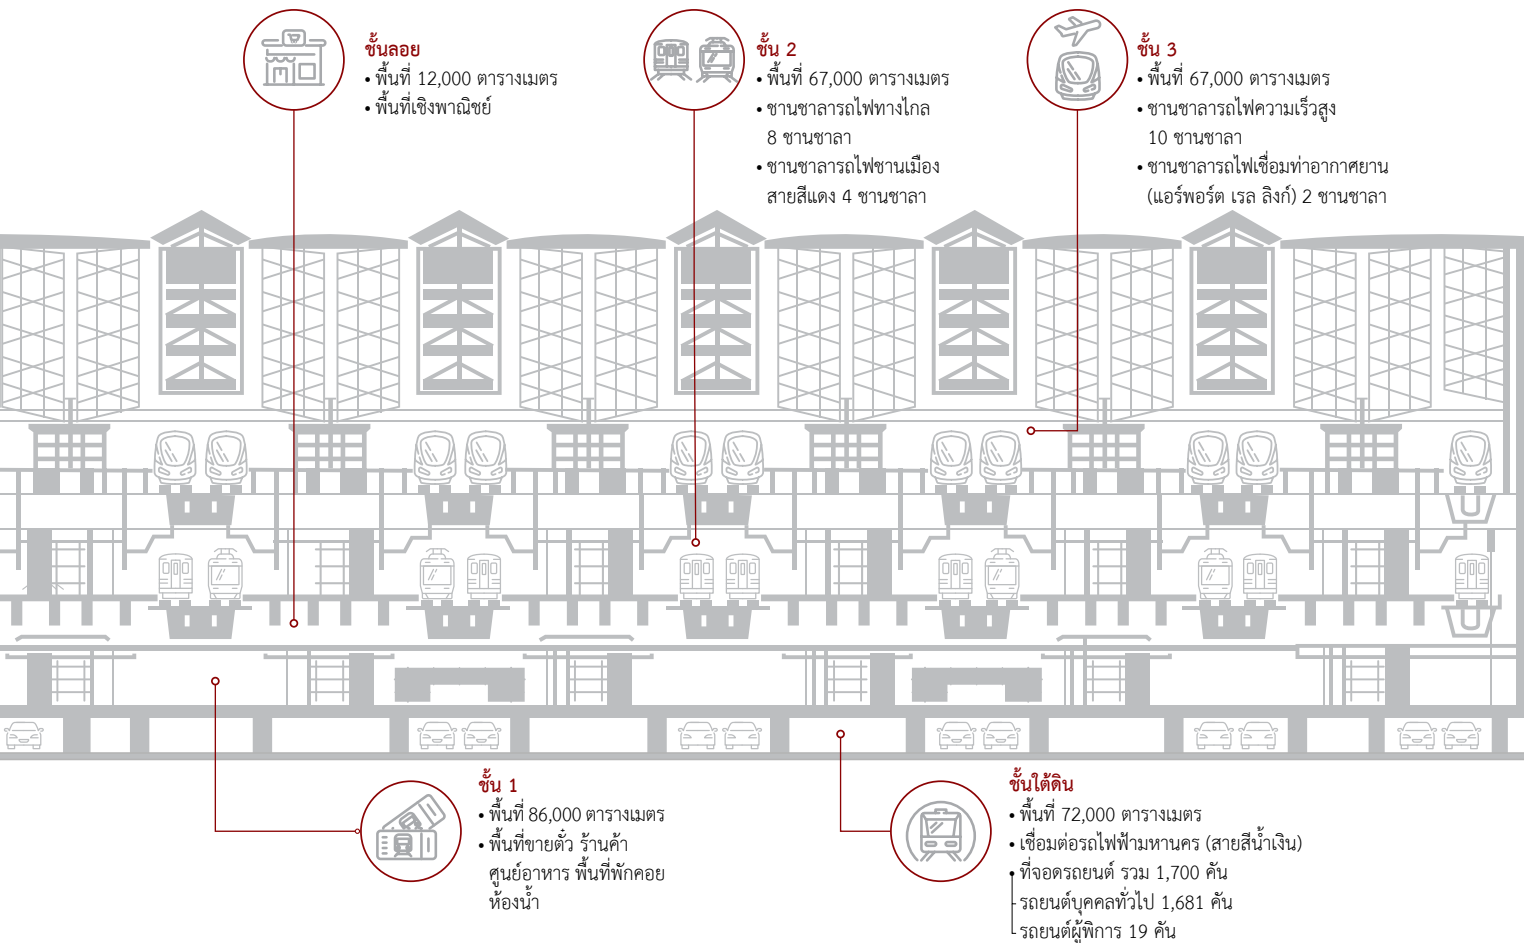 ชั้นลอย
• พื้นที่ 12,000 ตารางเมตร
• พื้นที่เชิงพาณิชย์
ชั้น 2
• พื้นที่ 67,000 ตารางเมตร
• ชานชาลารถไฟทางไกล
8 ชานชาลา
• ชานชาลารถไฟชานเมือง
สายสีแดง 4 ชานชาลา
ชั้น 3
• พื้นที่ 67,000 ตารางเมตร
• ชานชาลารถไฟความเร็วสูง
10 ชานชาลา
• ชานชาลารถไฟเชื่อมท่าอากาศยาน
(แอร์พอร์ต เรล ลิงก์) 2 ชานชาลา
ชั้น 1
• พื้นที่ 86,000 ตารางเมตร
• พื้นที่ขายตั๋ว ร้านค้า
ศูนย์อาหาร พื้นที่พักคอย
ห้องน้ำ
ชั้นใต้ดิน
• พื้นที่ 72,000 ตารางเมตร
• เชื่อมต่อรถไฟฟ้ามหานคร (สายสีน้ำเงิน)
• ที่จอดรถยนต์ รวม 1,700 คัน
- รถยนต์บุคคลทั่วไป 1,681 คัน
- รถยนต์ผู้พิการ 19 คัน